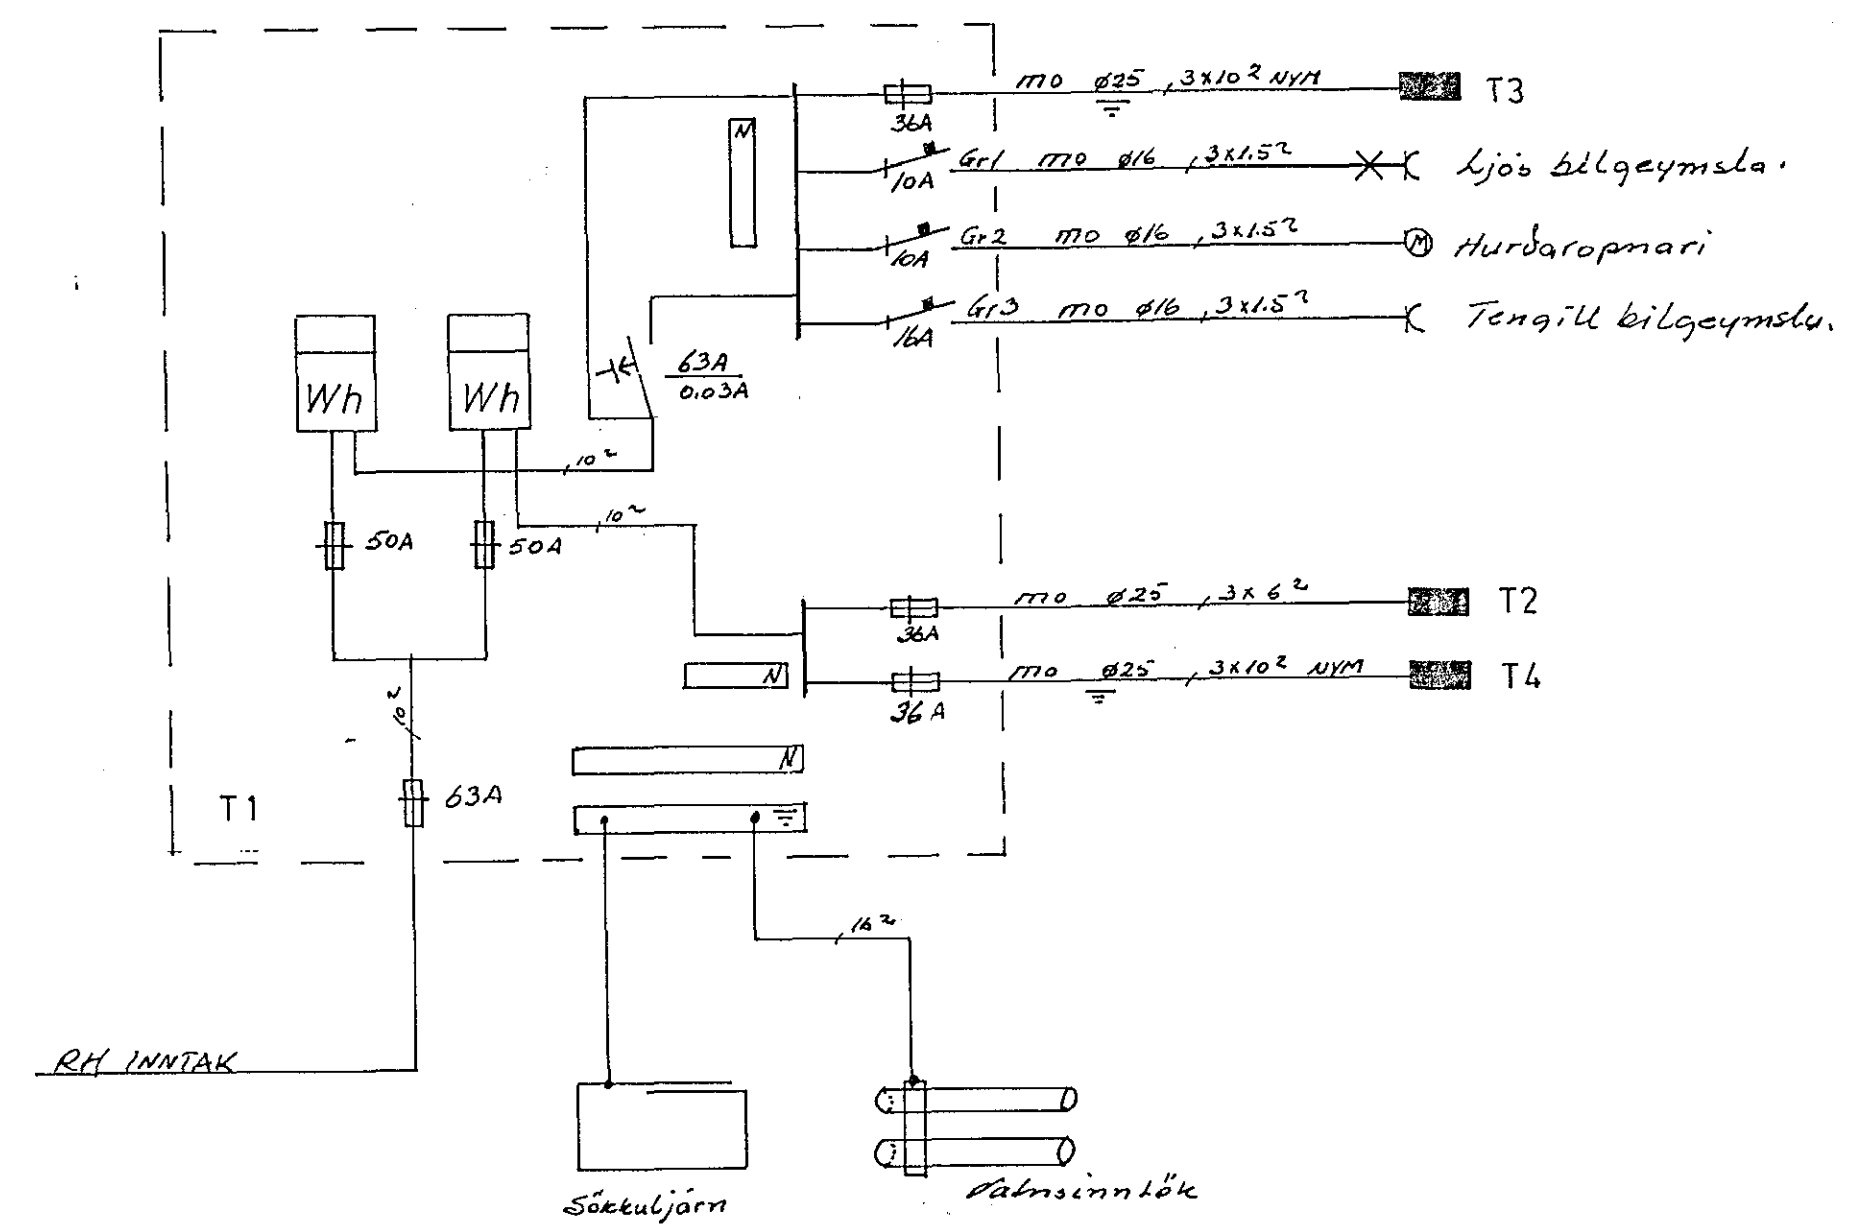 mo ø25 3x10² NYM T3
36A
N
Gr1 mo ø16 3x1.5² Ljós bílgeymsla.
10A
Gr2 mo ø16 3x1.5² M Hurðaropnari
10A
Gr3 mo ø16 3x1.5² Tengill bílgeymslu.
16A
63A
0.03A
Wh Wh
10²
10²
50A 50A
mo ø25 3x6² T2
36A
N
mo ø25 3x10² NYM T4
36A
10²
N
T1
63A
16²
RH INNTAK
Sökkuljárn
Vatnsinntök